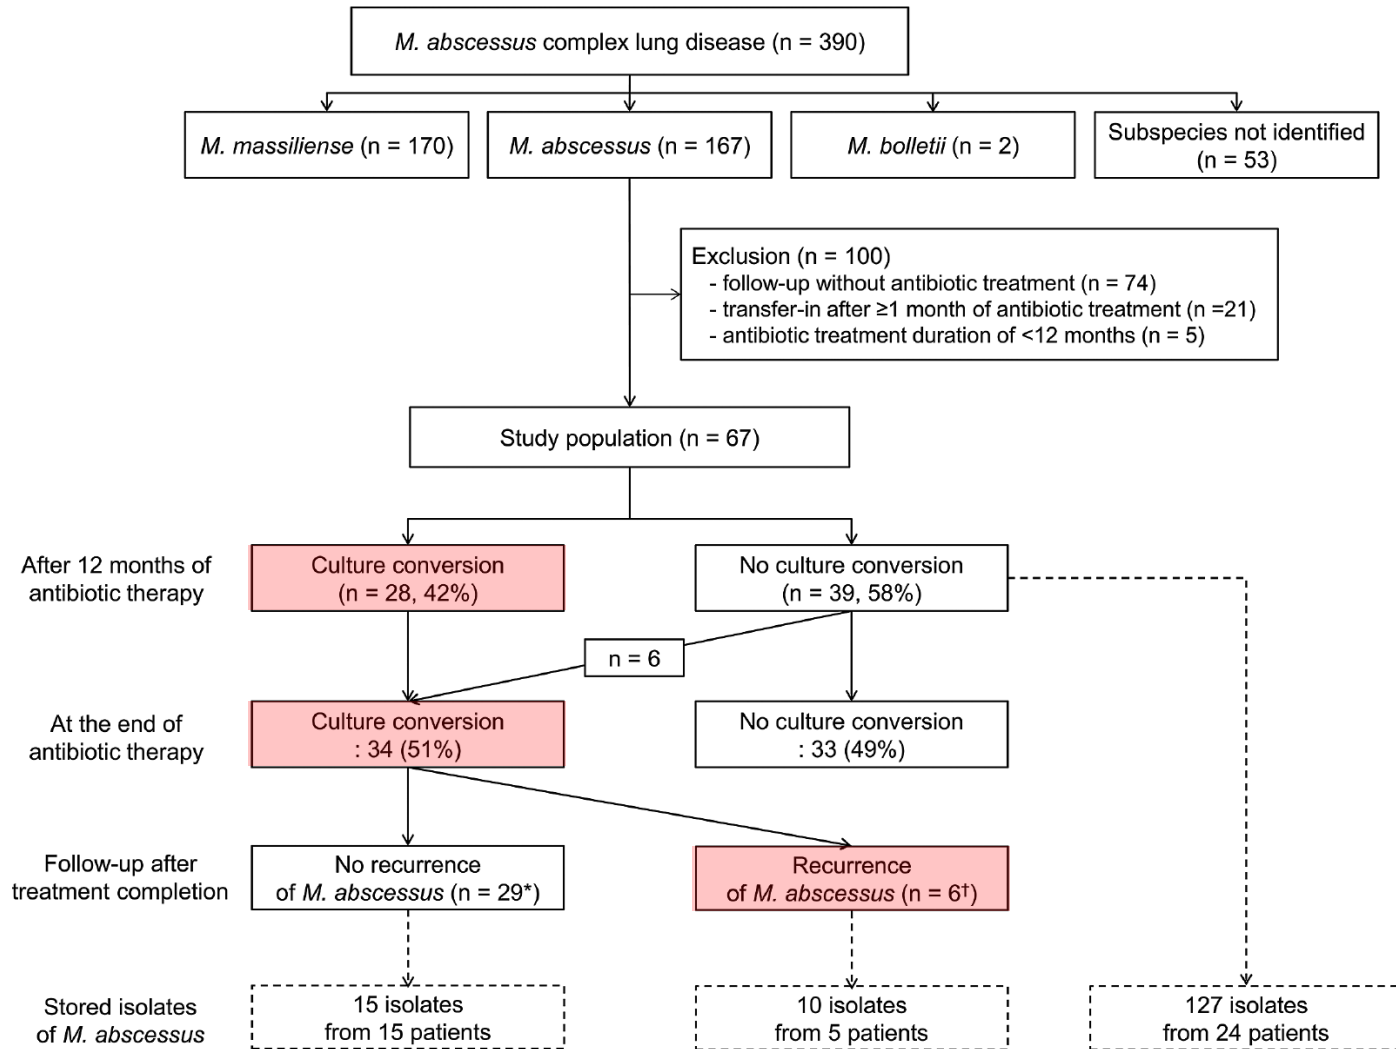 M. abscessus complex lung disease (n = 390)
M. massiliense (n = 170)
M. abscessus (n = 167)
M. bolletii (n = 2)
Subspecies not identified
(n = 53)
Exclusion (n = 100)
- follow-up without antibiotic treatment (n = 74)
- transfer-in after ≥1 month of antibiotic treatment (n =21)
- antibiotic treatment duration of <12 months (n = 5)
Study population (n = 67)
After 12 months of
antibiotic therapy
Culture conversion
(n = 28, 42%)
No culture conversion
(n = 39, 58%)
n = 6
At the end of
antibiotic therapy
Culture conversion
: 34 (51%)
No culture conversion
: 33 (49%)
Follow-up after
treatment completion
No recurrence
of M. abscessus (n = 29*)
Recurrence
of M. abscessus (n = 6†)
Stored isolates
of M. abscessus
15 isolates
from 15 patients
10 isolates
from 5 patients
127 isolates
from 24 patients